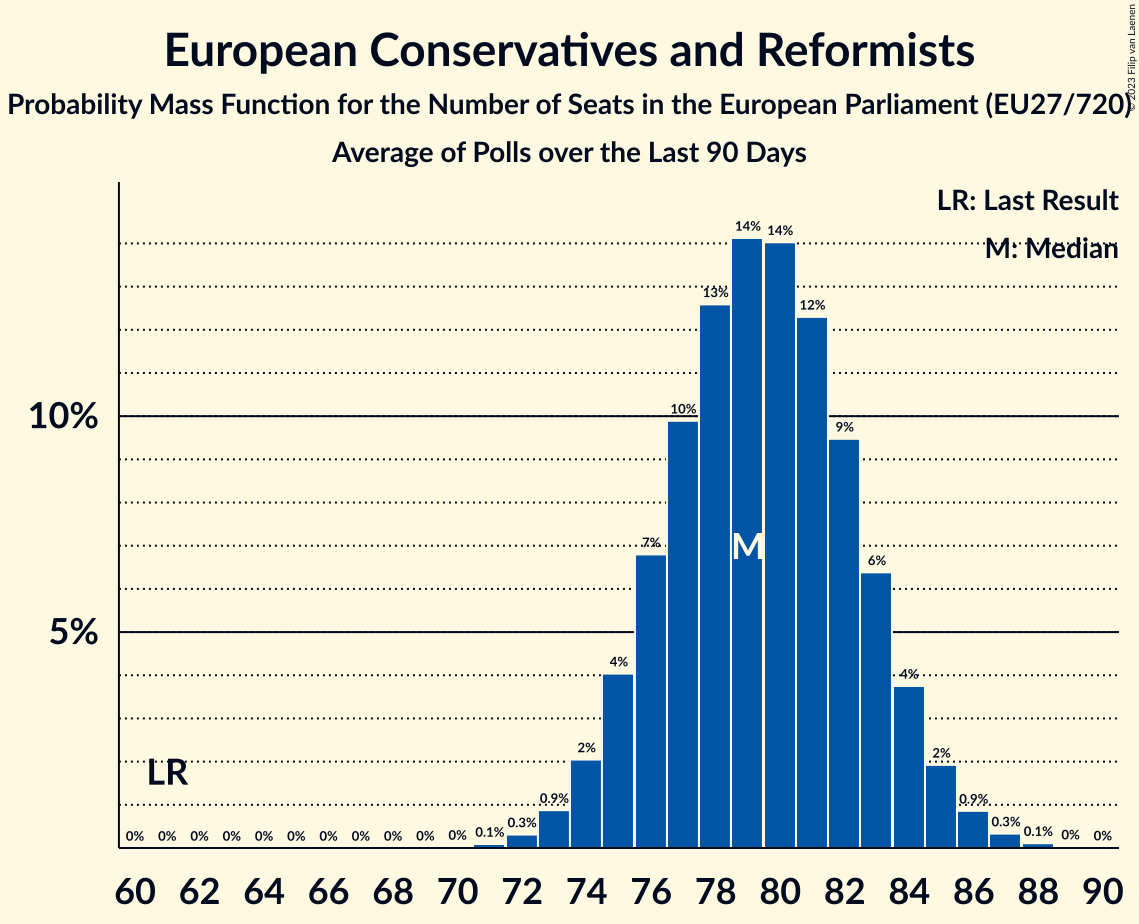 European Conservatives and Reformists
Probability Mass Function for the Number of Seats in the European Parliament (EU27/720)
Average of Polls over the Last 90 Days
© 2023 Filip van Laenen
LR: Last Result
M: Median
14%
14%
13%
12%
10%
10%
9%
7%
M
6%
5%
4%
4%
2%
2%
LR
0.9%
0.9%
0.3%
0.3%
0.1%
0.1%
0% 0% 0% 0% 0% 0% 0% 0% 0% 0% 0% 0% 0%
60 62 64 66 68 70 72 74 76 78 80 82 84 86 88 90